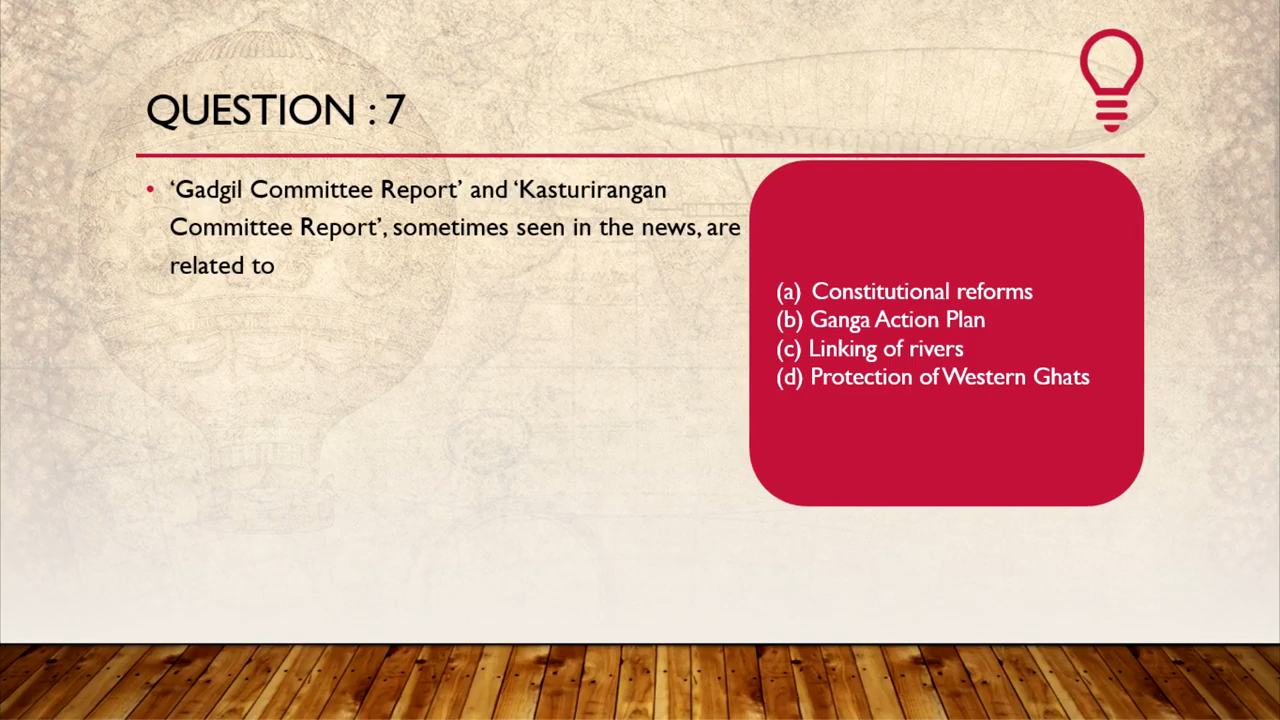 QUESTION : 7
• ‘Gadgil Committee Report’ and ‘Kasturirangan
Committee Report’, sometimes seen in the news, are
related to
(a) Constitutional reforms
(b) Ganga Action Plan
(c) Linking of rivers
(d) Protection of Western Ghats